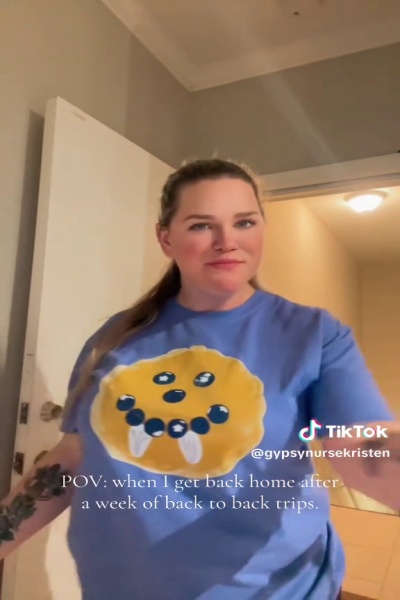 TikTok
@gypsynursekristen
POV: when I get back home after
a week of back to back trips.